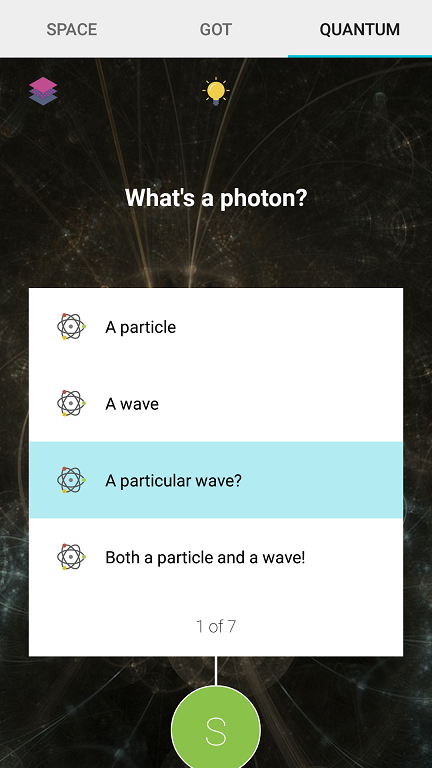 SPACE
GOT
QUANTUM
What's a photon?
A particle
A wave
A particular wave?
Both a particle and a wave!
1 of 7
S